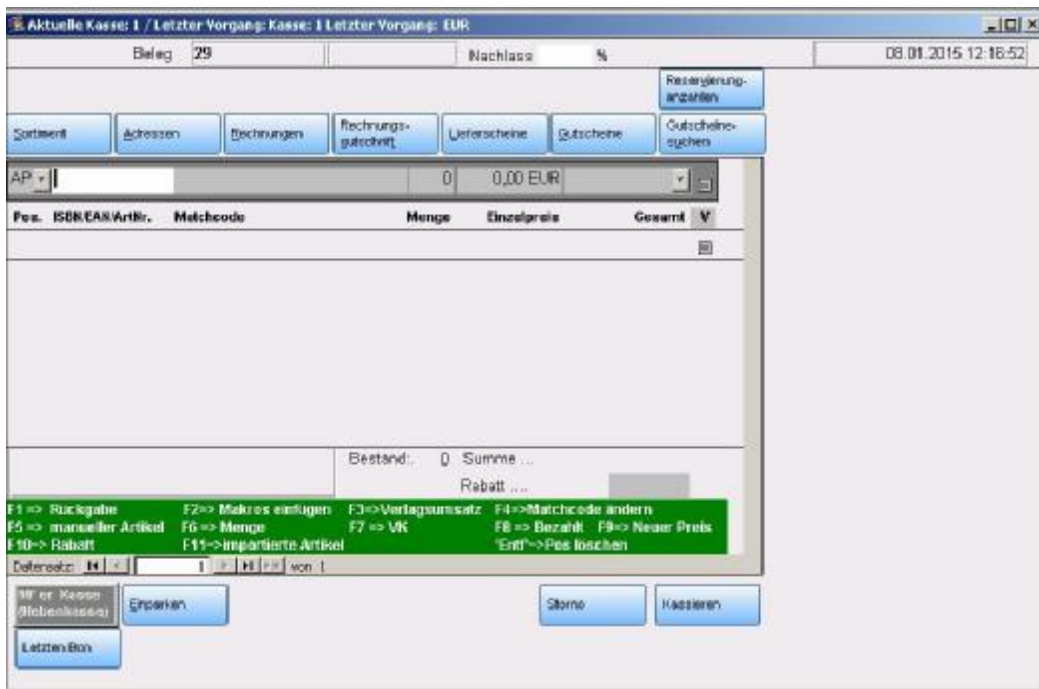 Aktuelle Kasse: 1 / Letzter Vorgang: Kasse: 1 Letzter Vorgang: EUR
Beleg 29 Nachlass % 08.01.2015 12:16:52
Reservierung-
anzahlen
Sortiment Adressen Rechnungen Rechnungs-
gutschrift Lieferscheine Gutscheine Gutscheine-
suchen
AP 0 0,00 EUR
Pos. ISBN/EAN/ArtNr. Matchcode Menge Einzelpreis Gesamt V
Bestand:. 0 Summe ...
Rabatt ....
F1 => Rückgabe F2=> Makros einfügen F3=>Verlagsumsatz F4=>Matchcode ändern
F5 => manueller Artikel F6 => Menge F7 => VK F8 => Bezahlt F9=> Neuer Preis
F10=> Rabatt F11=>importierte Artikel "Entf"=>Pos löschen
Datensatz: 1 von 1
er Kasse
(Nebenkasse) Einparken Storno Kassieren
Letzten Bon